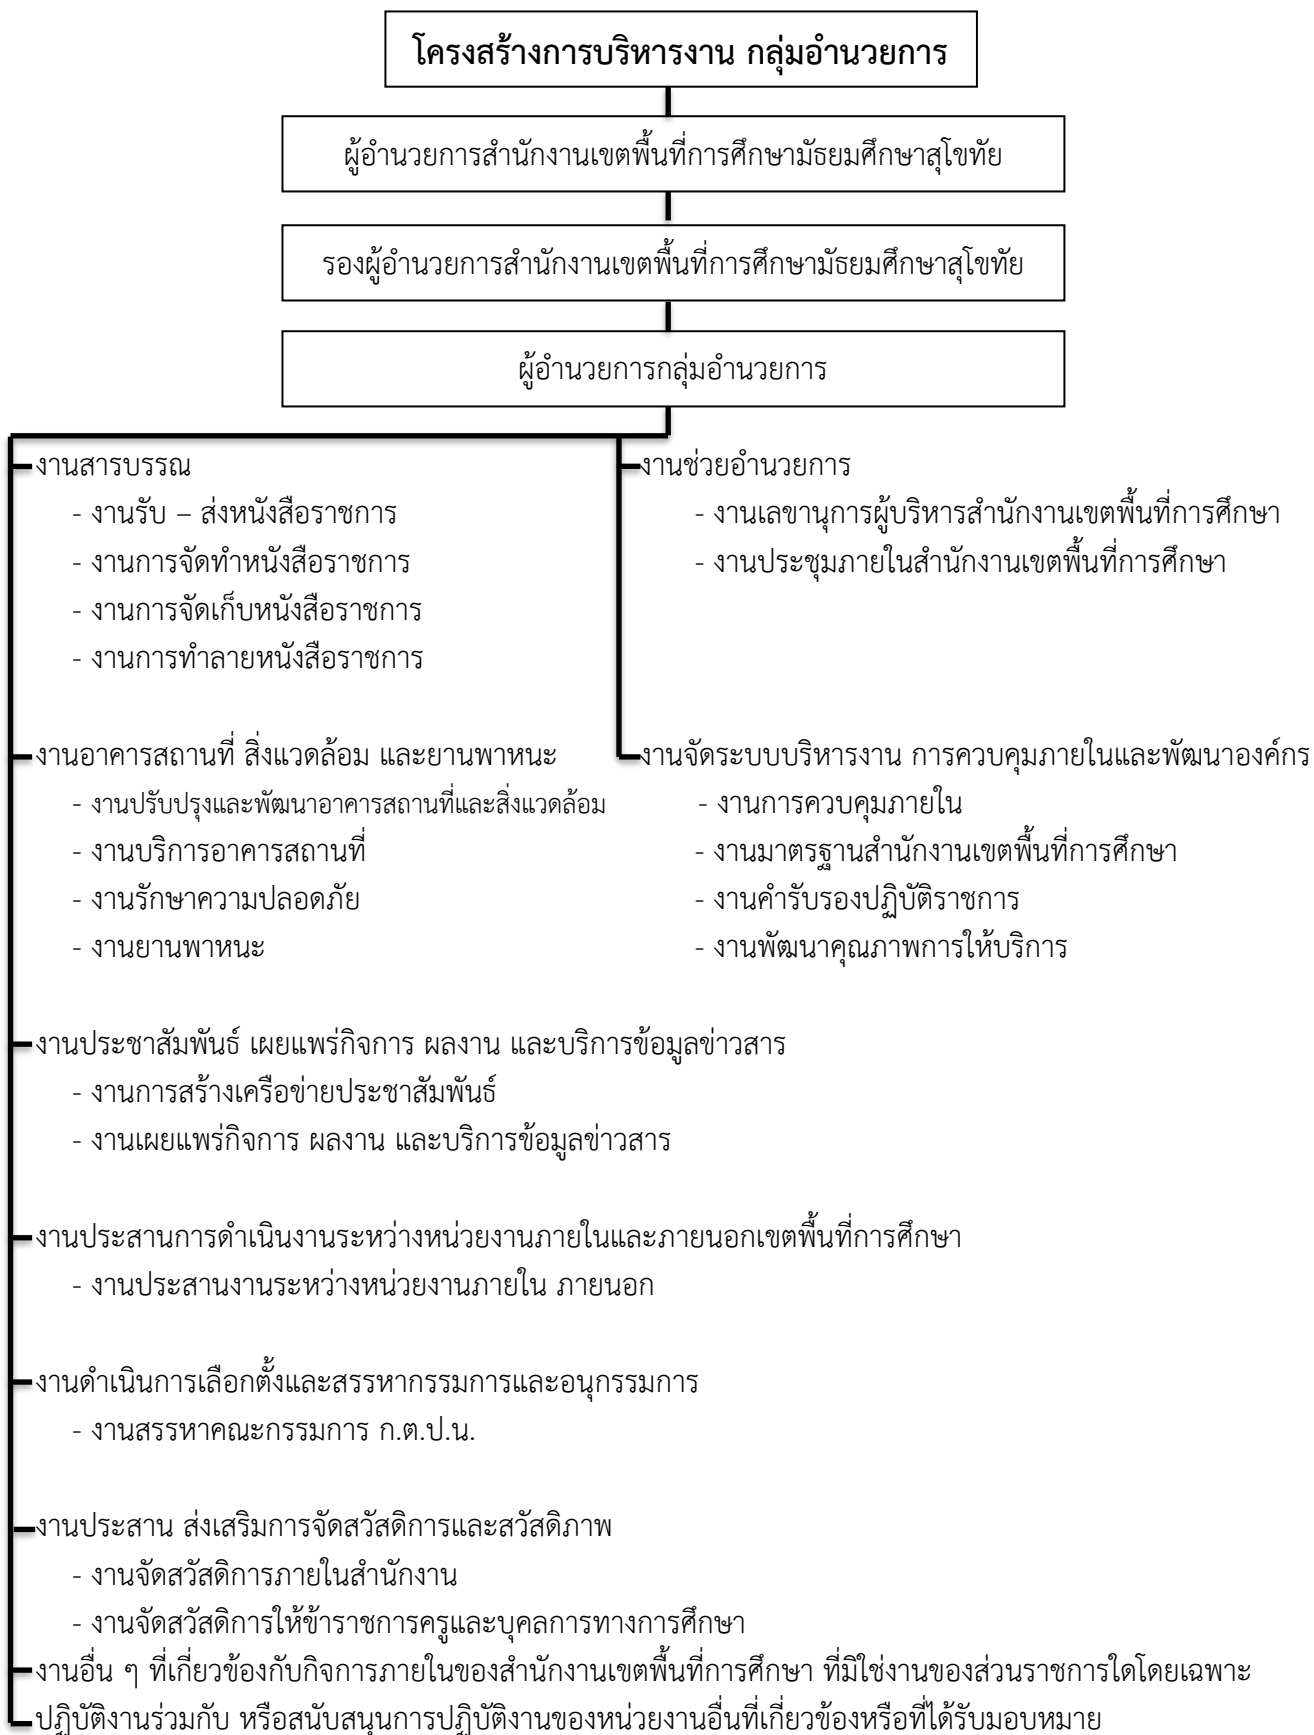 โครงสร้างการบริหารงาน กลุ่มอำนวยการ
ผู้อำนวยการสำนักงานเขตพื้นที่การศึกษามัธยมศึกษาสุโขทัย
รองผู้อำนวยการสำนักงานเขตพื้นที่การศึกษามัธยมศึกษาสุโขทัย
ผู้อำนวยการกลุ่มอำนวยการ
งานสารบรรณ
- งานรับ – ส่งหนังสือราชการ
- งานการจัดทำหนังสือราชการ
- งานการจัดเก็บหนังสือราชการ
- งานการทำลายหนังสือราชการ
งานช่วยอำนวยการ
- งานเลขานุการผู้บริหารสำนักงานเขตพื้นที่การศึกษา
- งานประชุมภายในสำนักงานเขตพื้นที่การศึกษา
งานอาคารสถานที่ สิ่งแวดล้อม และยานพาหนะ
- งานปรับปรุงและพัฒนาอาคารสถานที่และสิ่งแวดล้อม
- งานบริการอาคารสถานที่
- งานรักษาความปลอดภัย
- งานยานพาหนะ
งานจัดระบบบริหารงาน การควบคุมภายในและพัฒนาองค์กร
- งานการควบคุมภายใน
- งานมาตรฐานสำนักงานเขตพื้นที่การศึกษา
- งานคำรับรองปฏิบัติราชการ
- งานพัฒนาคุณภาพการให้บริการ
งานประชาสัมพันธ์ เผยแพร่กิจการ ผลงาน และบริการข้อมูลข่าวสาร
- งานการสร้างเครือข่ายประชาสัมพันธ์
- งานเผยแพร่กิจการ ผลงาน และบริการข้อมูลข่าวสาร
งานประสานการดำเนินงานระหว่างหน่วยงานภายในและภายนอกเขตพื้นที่การศึกษา
- งานประสานงานระหว่างหน่วยงานภายใน ภายนอก
งานดำเนินการเลือกตั้งและสรรหากรรมการและอนุกรรมการ
- งานสรรหาคณะกรรมการ ก.ต.ป.น.
งานประสาน ส่งเสริมการจัดสวัสดิการและสวัสดิภาพ
- งานจัดสวัสดิการภายในสำนักงาน
- งานจัดสวัสดิการให้ข้าราชการครูและบุคลการทางการศึกษา
งานอื่น ๆ ที่เกี่ยวข้องกับกิจการภายในของสำนักงานเขตพื้นที่การศึกษา ที่มิใช่งานของส่วนราชการใดโดยเฉพาะ
ปฏิบัติงานร่วมกับ หรือสนับสนุนการปฏิบัติงานของหน่วยงานอื่นที่เกี่ยวข้องหรือที่ได้รับมอบหมาย